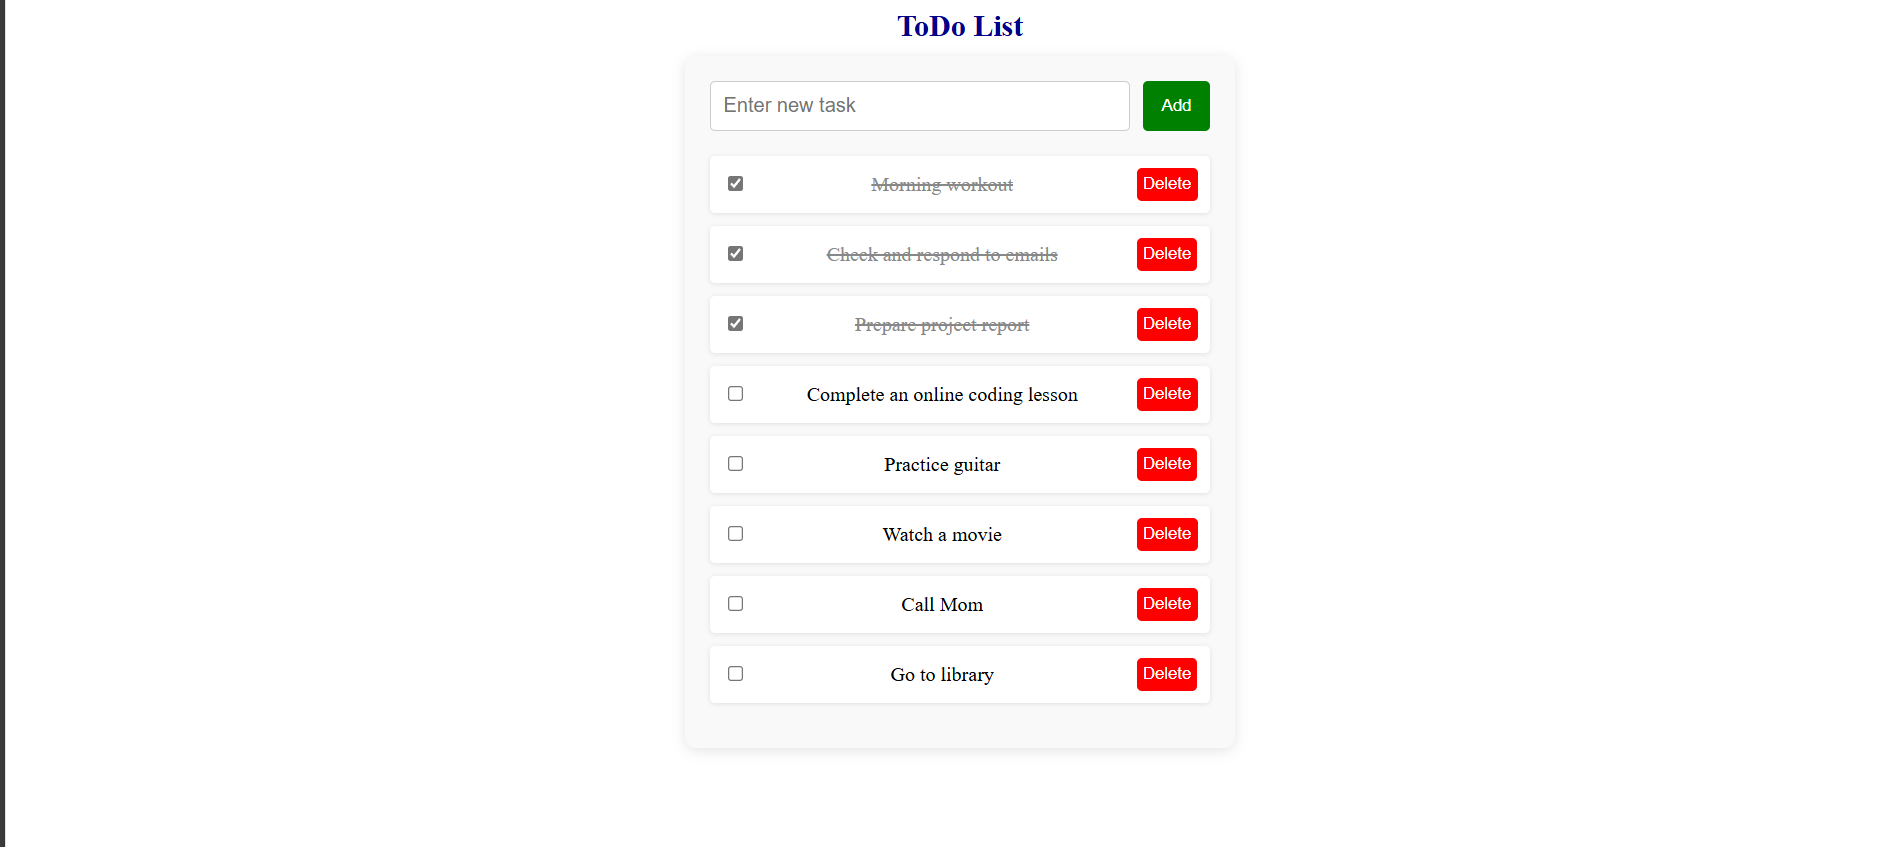 ToDo List
Enter new task Add
Morning workout Delete
Check and respond to emails Delete
Prepare project report Delete
Complete an online coding lesson Delete
Practice guitar Delete
Watch a movie Delete
Call Mom Delete
Go to library Delete